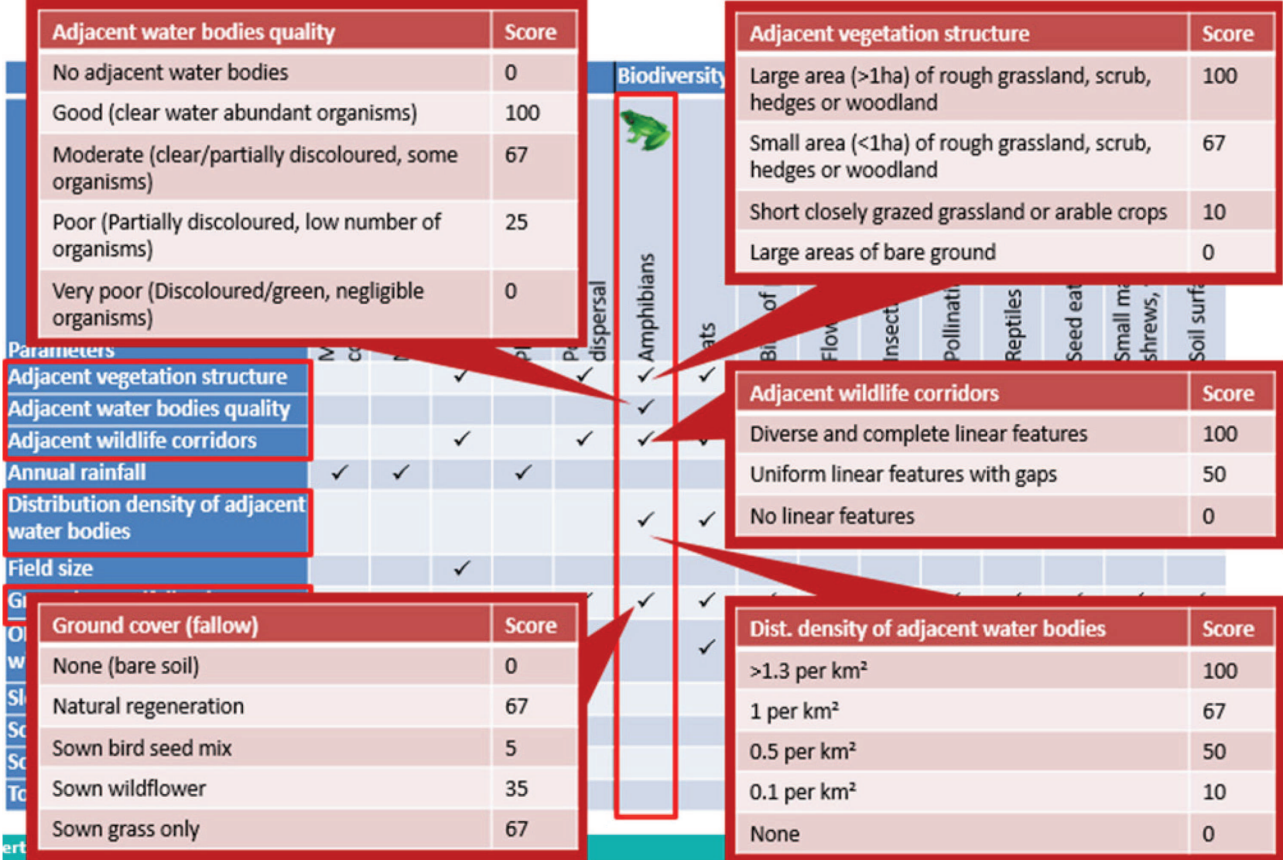 Adjacent water bodies quality Score
No adjacent water bodies 0
Good (clear water abundant organisms) 100
Moderate (clear/partially discoloured, some
organisms) 67
Poor (Partially discoloured, low number of
organisms) 25
Very poor (Discoloured/green, negligible
organisms) 0
Adjacent vegetation structure Score
Large area (>1ha) of rough grassland, scrub,
hedges or woodland 100
Small area (<1ha) of rough grassland, scrub,
hedges or woodland 67
Short closely grazed grassland or arable crops 10
Large areas of bare ground 0
Biodiversity
dispersal
Amphibians
Reptiles
Parameters
Adjacent vegetation structure ✓ ✓ ✓ ✓
Adjacent water bodies quality ✓
Adjacent wildlife corridors ✓ ✓ ✓ ✓
Annual rainfall ✓ ✓ ✓
Distribution density of adjacent
water bodies ✓ ✓
Field size ✓
Adjacent wildlife corridors Score
Diverse and complete linear features 100
Uniform linear features with gaps 50
No linear features 0
Ground cover (fallow) Score
None (bare soil) 0
Natural regeneration 67
Sown bird seed mix 5
Sown wildflower 35
Sown grass only 67
Dist. density of adjacent water bodies Score
>1.3 per km² 100
1 per km² 67
0.5 per km² 50
0.1 per km² 10
None 0